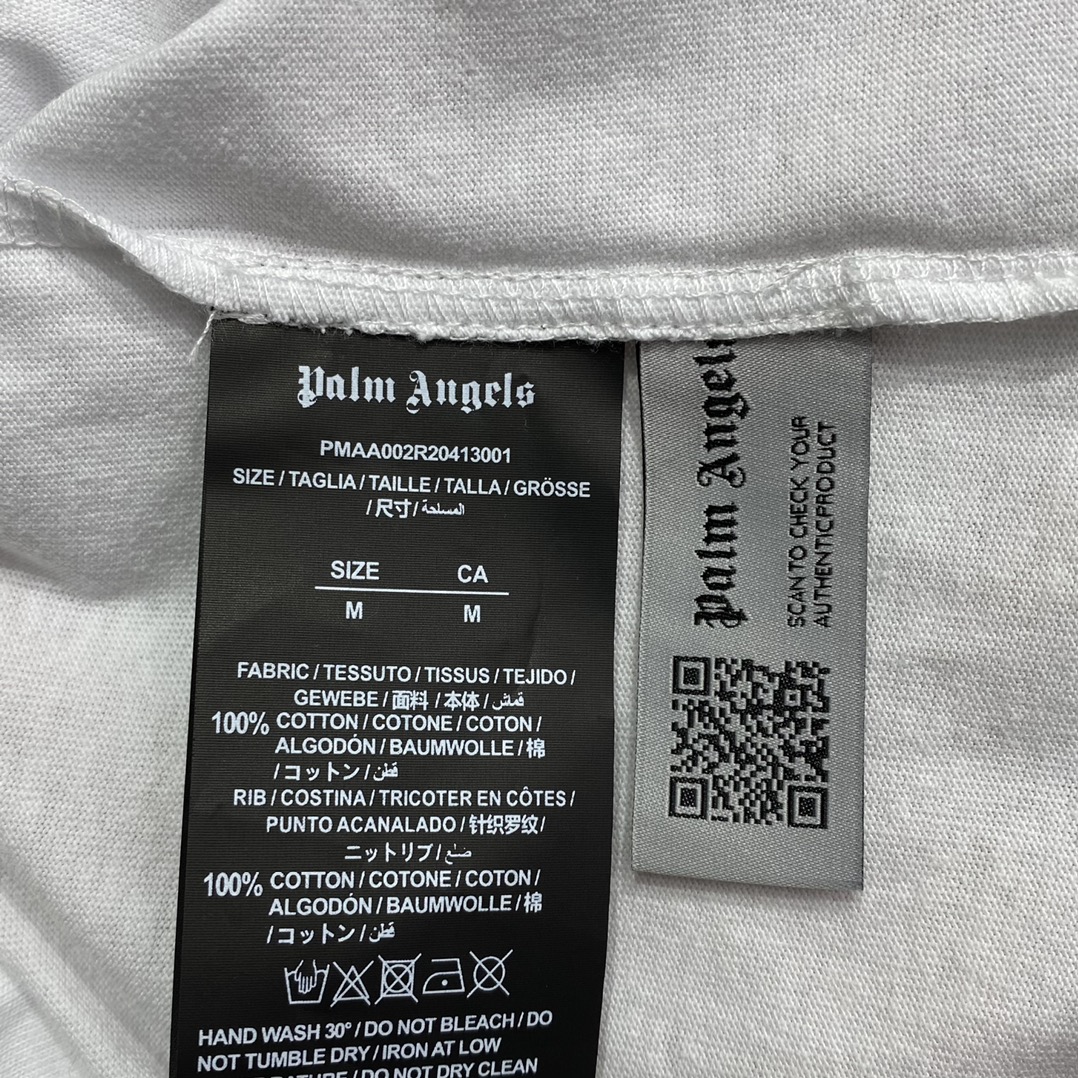 Palm Angels
PMAA002R20413001
SIZE / TAGLIA / TAILLE / TALLA / GRÖSSE
/ 尺寸 / المسلحة
SIZE CA
M M
FABRIC / TESSUTO / TISSUS / TEJIDO /
GEWEBE / 面料 / 本体 / قماش
100% COTTON / COTONE / COTON /
ALGODÓN / BAUMWOLLE / 棉
/ コットン / قطن
RIB / COSTINA / TRICOTER EN CÔTES /
PUNTO ACANALADO / 针织罗纹 /
ニットリブ / ضلع
100% COTTON / COTONE / COTON /
ALGODÓN / BAUMWOLLE / 棉
/ コットン / قطن
HAND WASH 30° / DO NOT BLEACH / DO
NOT TUMBLE DRY / IRON AT LOW
/ DO NOT DRY CLEAN
Palm Angels
SCAN TO CHECK YOUR
AUTHENTIC PRODUCT